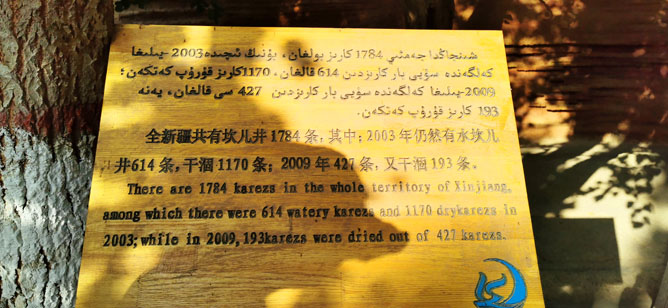 شىنجاڭدا جەمئىي 1784 كارىز بولغان، بۇنىڭ ئىچىدە 2003-يىلىغا
كەلگەندە سۈيى بار كارىزدىن 614 قالغان، 1170كارىز قۇرۇپ كەتكەن؛
2009-يىلىغا كەلگەندە سۈيى بار كارىزدىن 427 سى قالغان، يەنە
193 كارىز قۇرۇپ كەتكەن.
全新疆共有坎儿井1784条，其中：2003年仍然有水坎儿
井614条，干涸1170条；2009年427条，又干涸193条。
There are 1784 karezs in the whole territory of Xinjiang,
among which there were 614 watery karezs and 1170 drykarezs in
2003; while in 2009, 193karezs were dried out of 427 karezs.